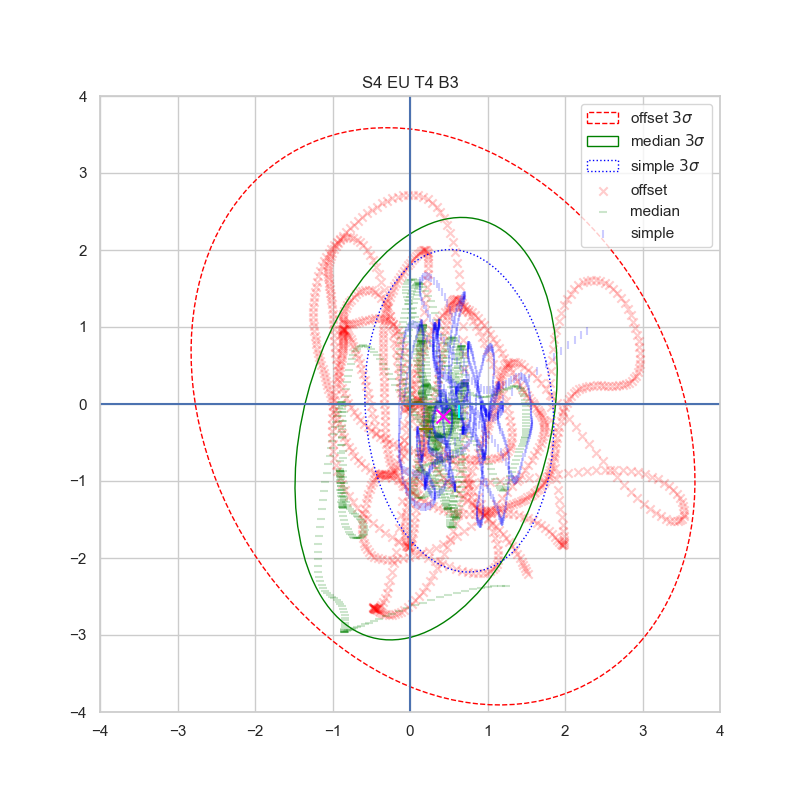 S4 EU T4 B3
offset 3σ
median 3σ
simple 3σ
offset
median
simple
4
3
2
1
0
−1
−2
−3
−4
−4 −3 −2 −1 0 1 2 3 4